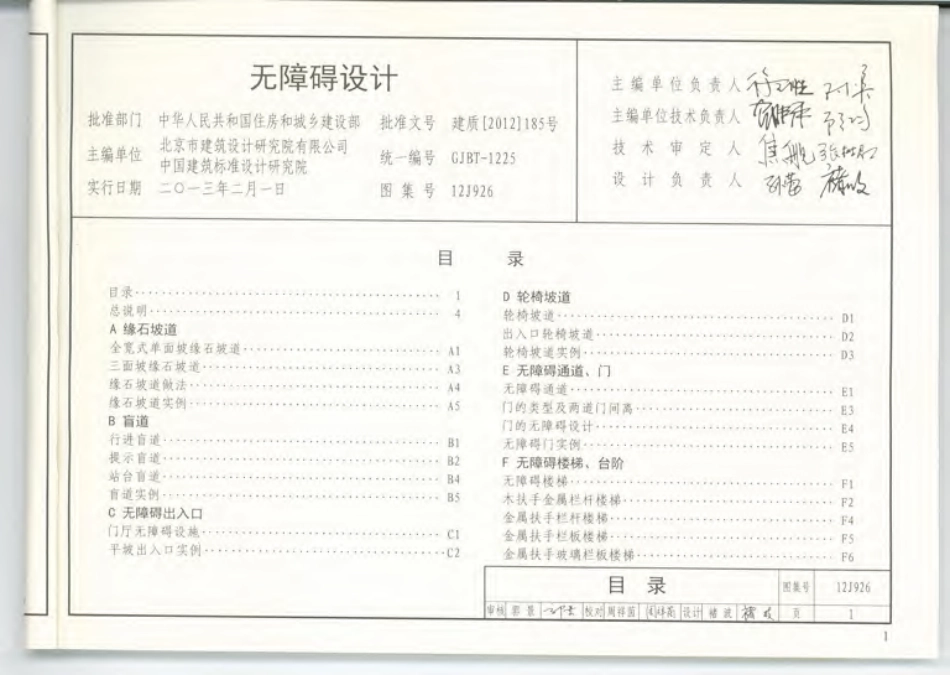 无障碍设计
批准部门 中华人民共和国住房和城乡建设部 批准文号 建质[2012]185号
主编单位 北京市建筑设计研究院有限公司
中国建筑标准设计研究院
统一编号 GJBT-1225
实行日期 二〇一三年二月一日 图集号 12J926
主编单位负责人
主编单位技术负责人
技术审定人
设计负责人
目 录
目录 1
总说明 4
A 缘石坡道
全宽式单面坡缘石坡道 A1
三面坡缘石坡道 A3
缘石坡道做法 A4
缘石坡道实例 A5
B 盲道
行进盲道 B1
提示盲道 B2
站台盲道 B4
盲道实例 B5
C 无障碍出入口
门厅无障碍设施 C1
平坡出入口实例 C2
D 轮椅坡道
轮椅坡道 D1
出入口轮椅坡道 D2
轮椅坡道实例 D3
E 无障碍通道、门
无障碍通道 E1
门的类型及两道门间离 E3
门的无障碍设计 E4
无障碍门实例 E5
F 无障碍楼梯、台阶
无障碍楼梯 F1
木扶手金属栏杆楼梯 F2
金属扶手栏杆楼梯 F4
金属扶手栏板楼梯 F5
金属扶手玻璃栏板楼梯 F6
目 录 图集号 12J926
审核 郭景 校对 周祥茵 设计 褚波 页 1
1